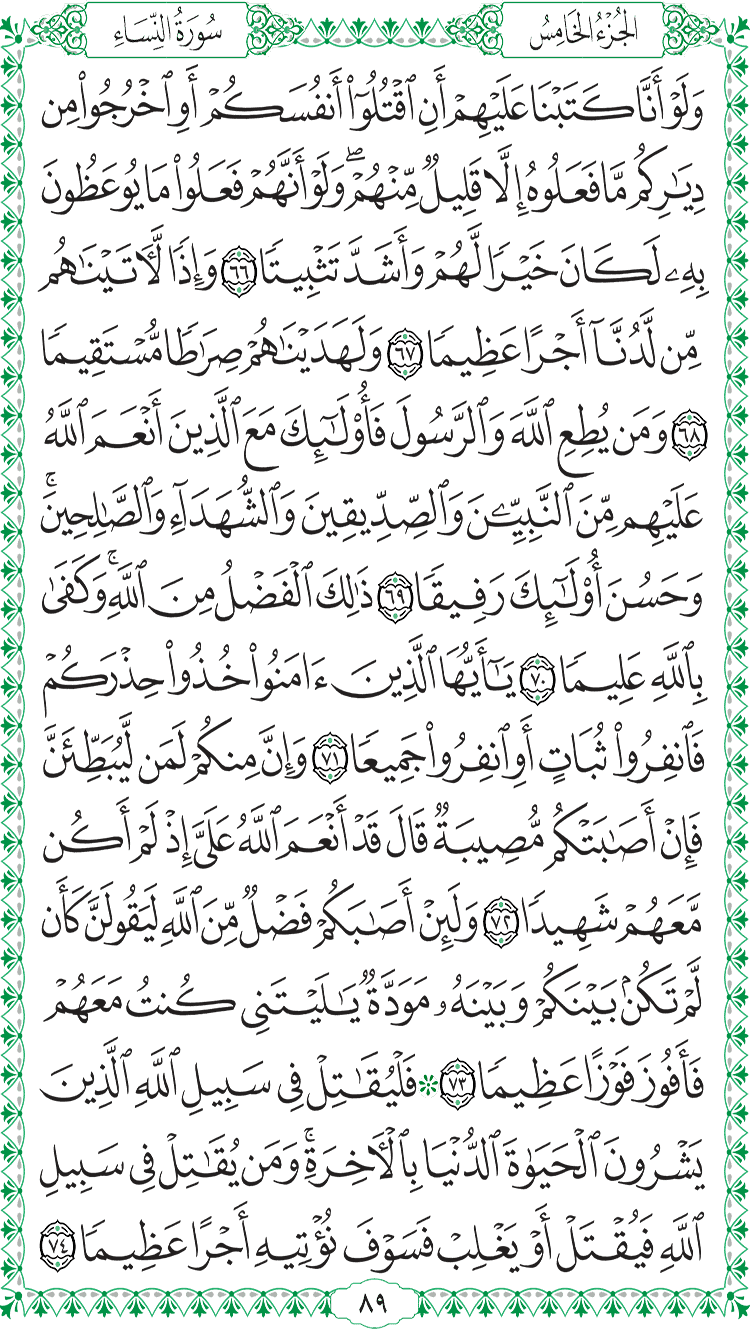 الجُزْءُ الخَامِسُ
سُورَةُ النِّسَاءِ
وَلَوۡ أَنَّا كَتَبۡنَا عَلَيۡهِمۡ أَنِ ٱقۡتُلُوٓاْ أَنفُسَكُمۡ أَوِ ٱخۡرُجُواْ مِن
دِيَٰرِكُم مَّا فَعَلُوهُ إِلَّا قَلِيلٞ مِّنۡهُمۡۖ وَلَوۡ أَنَّهُمۡ فَعَلُواْ مَا يُوعَظُونَ
بِهِۦ لَكَانَ خَيۡرٗا لَّهُمۡ وَأَشَدَّ تَثۡبِيتٗا ٦٦ وَإِذٗا لَّأٓتَيۡنَٰهُم
مِّن لَّدُنَّآ أَجۡرًا عَظِيمٗا ٦٧ وَلَهَدَيۡنَٰهُمۡ صِرَٰطٗا مُّسۡتَقِيمٗا
٦٨ وَمَن يُطِعِ ٱللَّهَ وَٱلرَّسُولَ فَأُوْلَٰٓئِكَ مَعَ ٱلَّذِينَ أَنۡعَمَ ٱللَّهُ
عَلَيۡهِم مِّنَ ٱلنَّبِيِّـۧنَ وَٱلصِّدِّيقِينَ وَٱلشُّهَدَآءِ وَٱلصَّٰلِحِينَۚ
وَحَسُنَ أُوْلَٰٓئِكَ رَفِيقٗا ٦٩ ذَٰلِكَ ٱلۡفَضۡلُ مِنَ ٱللَّهِۚ وَكَفَىٰ
بِٱللَّهِ عَلِيمٗا ٧٠ يَٰٓأَيُّهَا ٱلَّذِينَ ءَامَنُواْ خُذُواْ حِذۡرَكُمۡ
فَٱنفِرُواْ ثُبَاتٍ أَوِ ٱنفِرُواْ جَمِيعٗا ٧١ وَإِنَّ مِنكُمۡ لَمَن لَّيُبَطِّئَنَّ
فَإِنۡ أَصَٰبَتۡكُم مُّصِيبَةٞ قَالَ قَدۡ أَنۡعَمَ ٱللَّهُ عَلَيَّ إِذۡ لَمۡ أَكُن
مَّعَهُمۡ شَهِيدٗا ٧٢ وَلَئِنۡ أَصَٰبَكُمۡ فَضۡلٞ مِّنَ ٱللَّهِ لَيَقُولَنَّ كَأَن
لَّمۡ تَكُنۢ بَيۡنَكُمۡ وَبَيۡنَهُۥ مَوَدَّةٞ يَٰلَيۡتَنِي كُنتُ مَعَهُمۡ
فَأَفُوزَ فَوۡزًا عَظِيمٗا ٧٣ ۞ فَلۡيُقَٰتِلۡ فِي سَبِيلِ ٱللَّهِ ٱلَّذِينَ
يَشۡرُونَ ٱلۡحَيَوٰةَ ٱلدُّنۡيَا بِٱلۡأٓخِرَةِۚ وَمَن يُقَٰتِلۡ فِي سَبِيلِ
ٱللَّهِ فَيُقۡتَلۡ أَوۡ يَغۡلِبۡ فَسَوۡفَ نُؤۡتِيهِ أَجۡرًا عَظِيمٗا ٧٤
٨٩